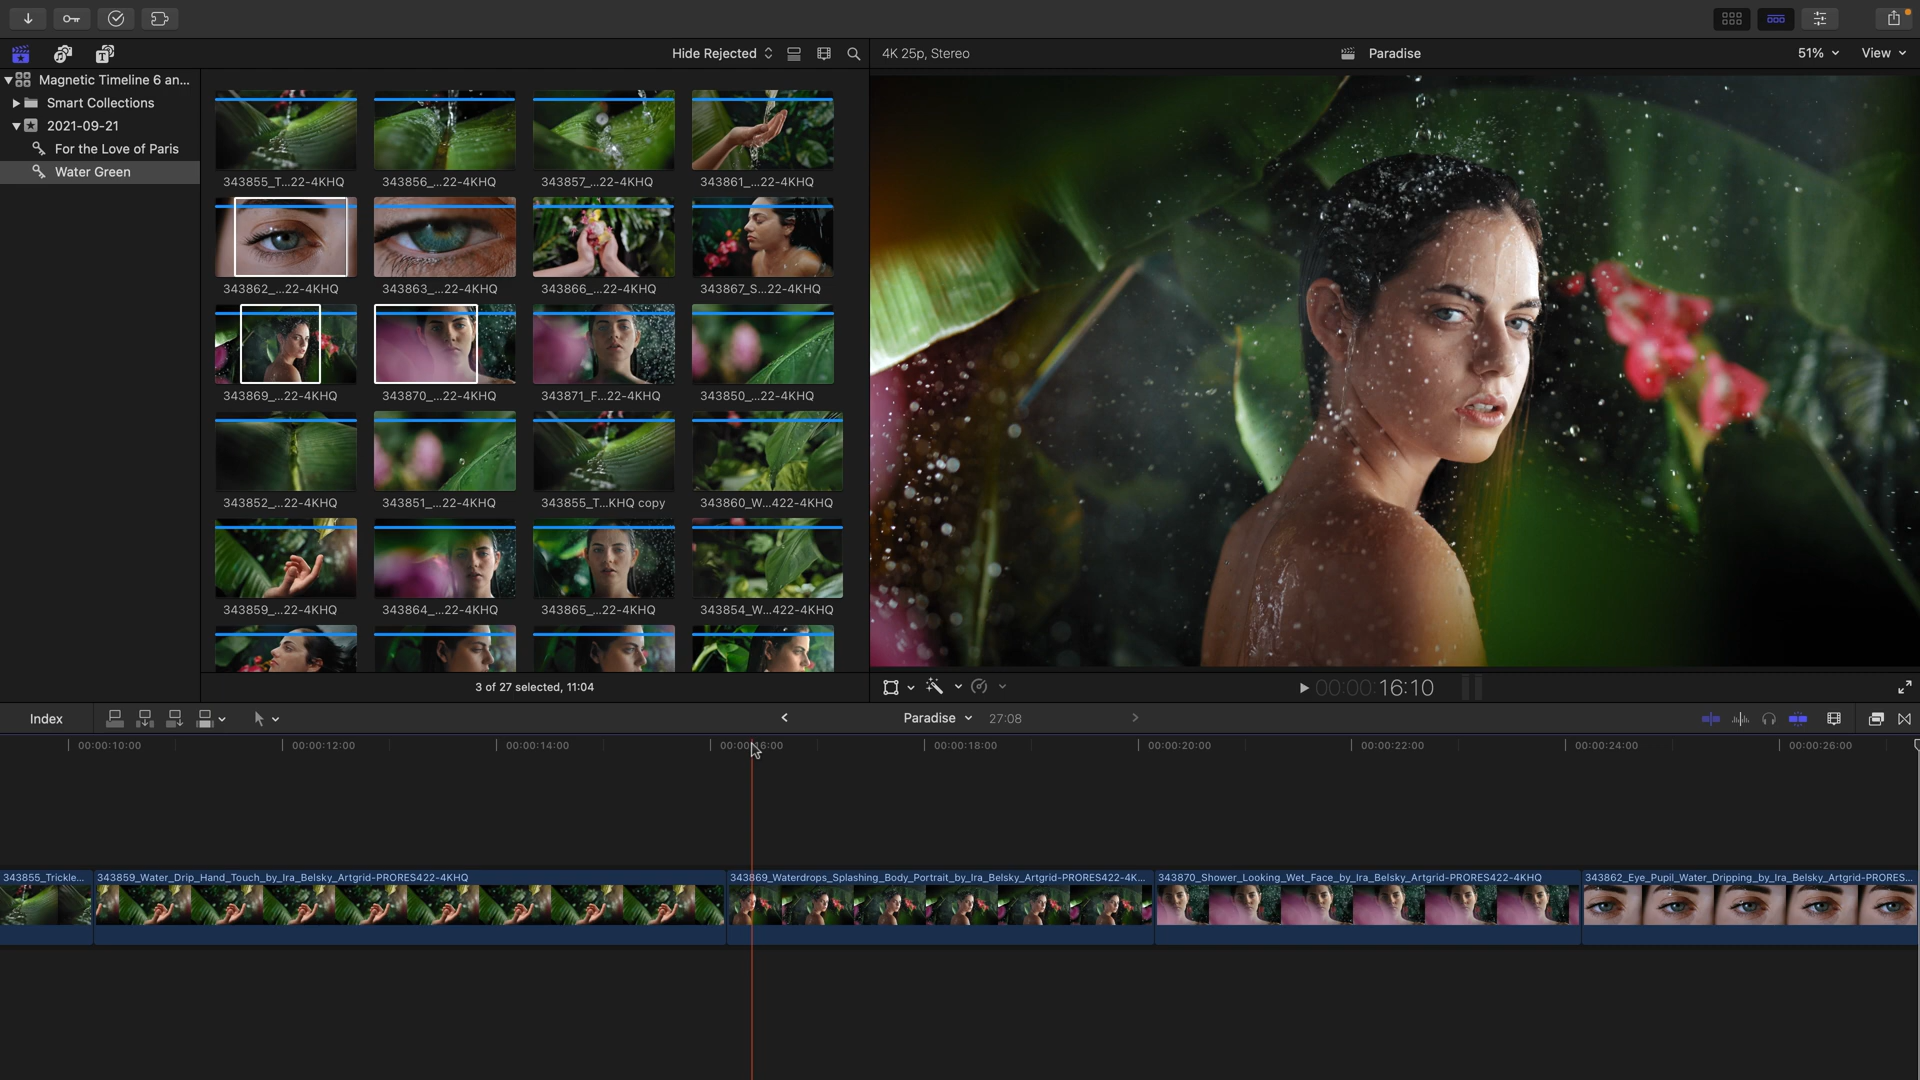 Hide Rejected
4K 25p, Stereo
Paradise
51%
View
Magnetic Timeline 6 an...
Smart Collections
2021-09-21
For the Love of Paris
Water Green
343855_T...22-4KHQ
343856_...22-4KHQ
343857_...22-4KHQ
343861_...22-4KHQ
343862_...22-4KHQ
343863_...22-4KHQ
343866_...22-4KHQ
343867_S...22-4KHQ
343869_...22-4KHQ
343870_...22-4KHQ
343871_F...22-4KHQ
343850_...22-4KHQ
343852_...22-4KHQ
343851_...22-4KHQ
343855_T...KHQ copy
343860_W...422-4KHQ
343859_...22-4KHQ
343864_...22-4KHQ
343865_...22-4KHQ
343854_W...422-4KHQ
3 of 27 selected, 11:04
00:00:16:10
Index
Paradise
27:08
00:00:10:00
00:00:12:00
00:00:14:00
00:00:16:00
00:00:18:00
00:00:20:00
00:00:22:00
00:00:24:00
00:00:26:00
343855_Trickle...
343859_Water_Drip_Hand_Touch_by_Ira_Belsky_Artgrid-PRORES422-4KHQ
343869_Waterdrops_Splashing_Body_Portrait_by_Ira_Belsky_Artgrid-PRORES422-4K...
343870_Shower_Looking_Wet_Face_by_Ira_Belsky_Artgrid-PRORES422-4KHQ
343862_Eye_Pupil_Water_Dripping_by_Ira_Belsky_Artgrid-PRORES...